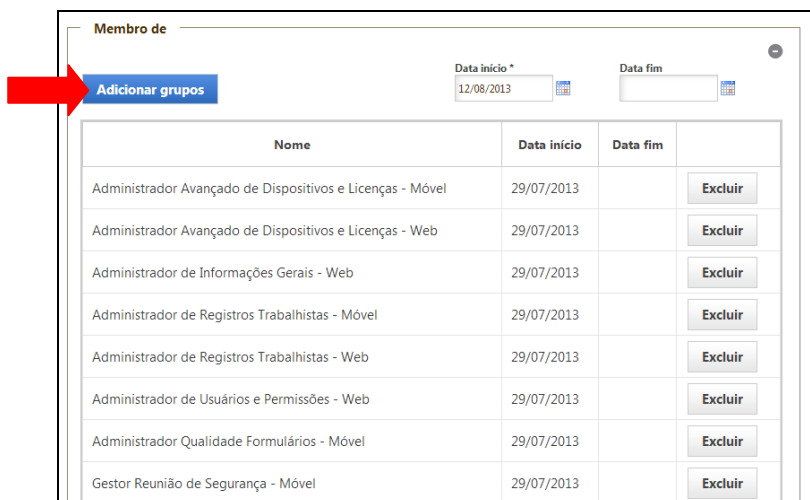 Membro de
Data início * Data fim
Adicionar grupos 12/08/2013
Nome Data início Data fim
Administrador Avançado de Dispositivos e Licenças - Móvel 29/07/2013 Excluir
Administrador Avançado de Dispositivos e Licenças - Web 29/07/2013 Excluir
Administrador de Informações Gerais - Web 29/07/2013 Excluir
Administrador de Registros Trabalhistas - Móvel 29/07/2013 Excluir
Administrador de Registros Trabalhistas - Web 29/07/2013 Excluir
Administrador de Usuários e Permissões - Web 29/07/2013 Excluir
Administrador Qualidade Formulários - Móvel 29/07/2013 Excluir
Gestor Reunião de Segurança - Móvel 29/07/2013 Excluir